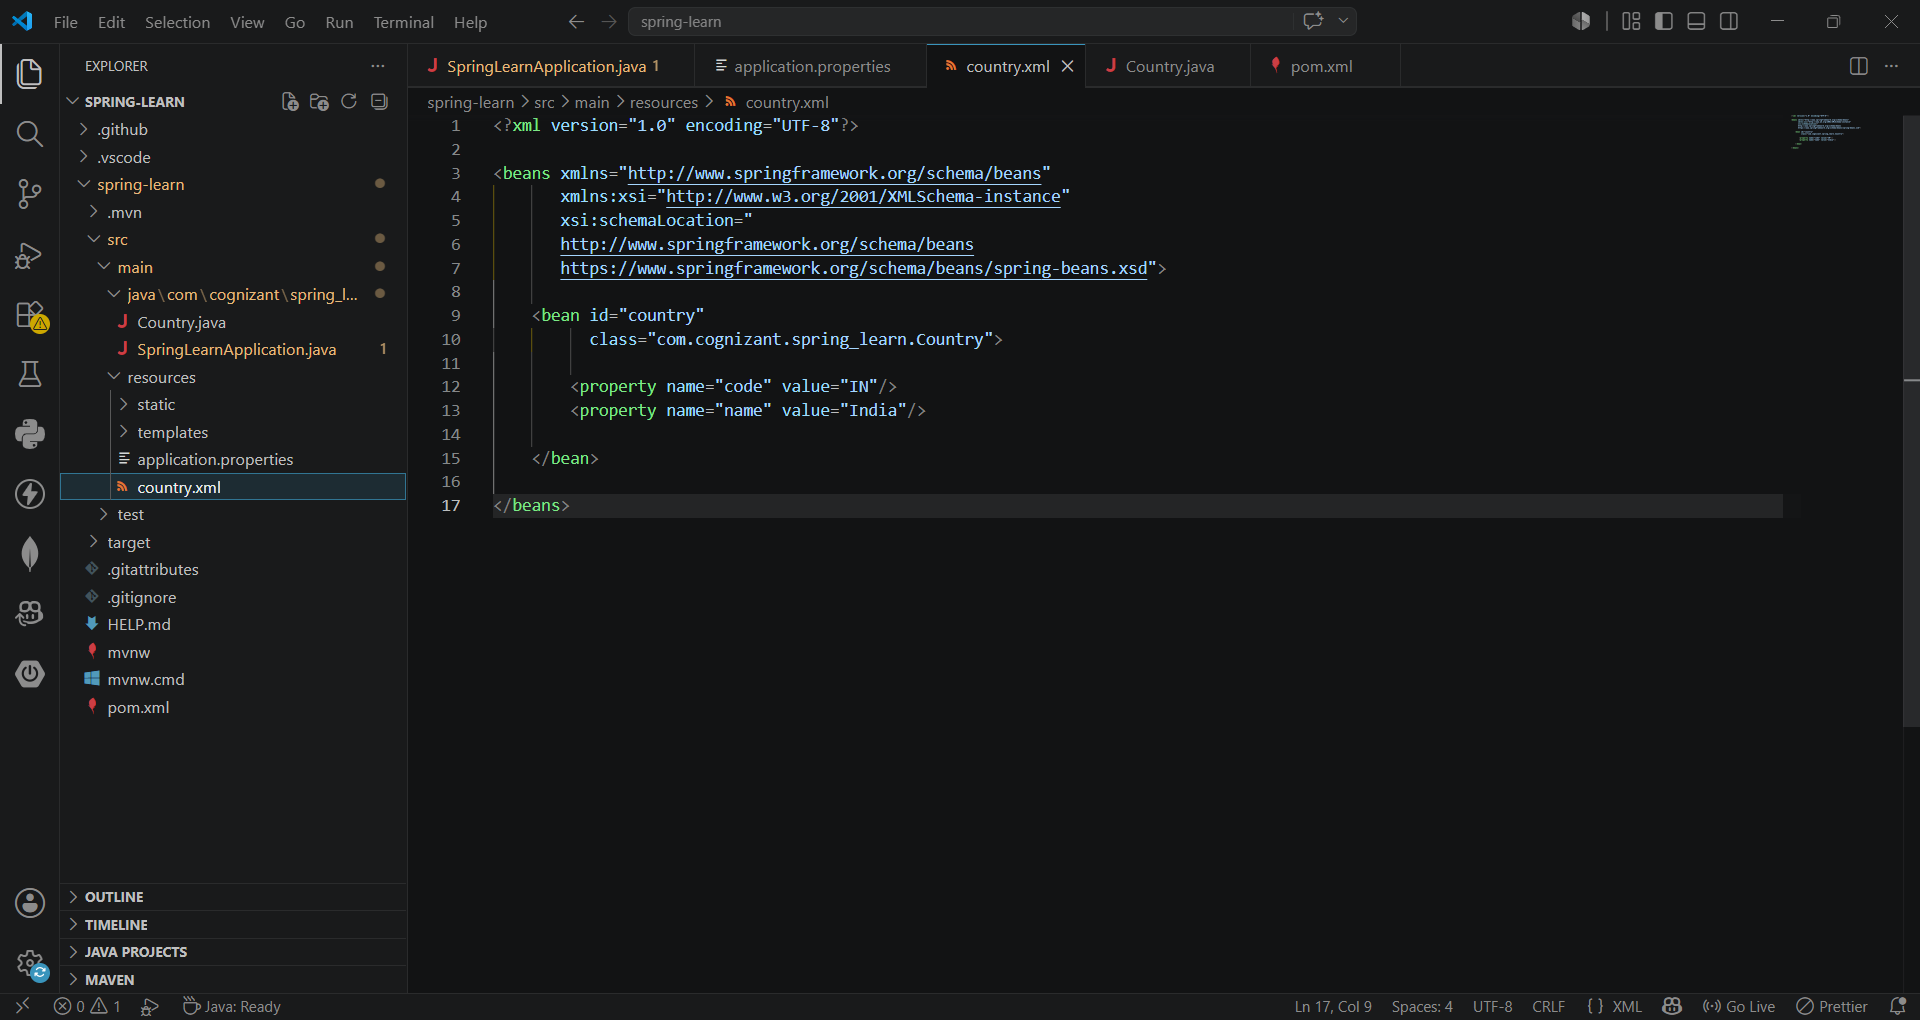 File Edit Selection View Go Run Terminal Help
spring-learn
EXPLORER
SPRING-LEARN
.github
.vscode
spring-learn
.mvn
src
main
java\com\cognizant\spring_l...
Country.java
SpringLearnApplication.java 1
resources
static
templates
application.properties
country.xml
test
target
.gitattributes
.gitignore
HELP.md
mvnw
mvnw.cmd
pom.xml
OUTLINE
TIMELINE
JAVA PROJECTS
MAVEN
SpringLearnApplication.java 1 application.properties country.xml Country.java pom.xml
spring-learn > src > main > resources > country.xml
1 <?xml version="1.0" encoding="UTF-8"?>
2
3 <beans xmlns="http://www.springframework.org/schema/beans"
4 xmlns:xsi="http://www.w3.org/2001/XMLSchema-instance"
5 xsi:schemaLocation="
6 http://www.springframework.org/schema/beans
7 https://www.springframework.org/schema/beans/spring-beans.xsd">
8
9 <bean id="country"
10 class="com.cognizant.spring_learn.Country">
11
12 <property name="code" value="IN"/>
13 <property name="name" value="India"/>
14
15 </bean>
16
17 </beans>
0 1 Java: Ready
Ln 17, Col 9 Spaces: 4 UTF-8 CRLF { } XML Go Live Prettier